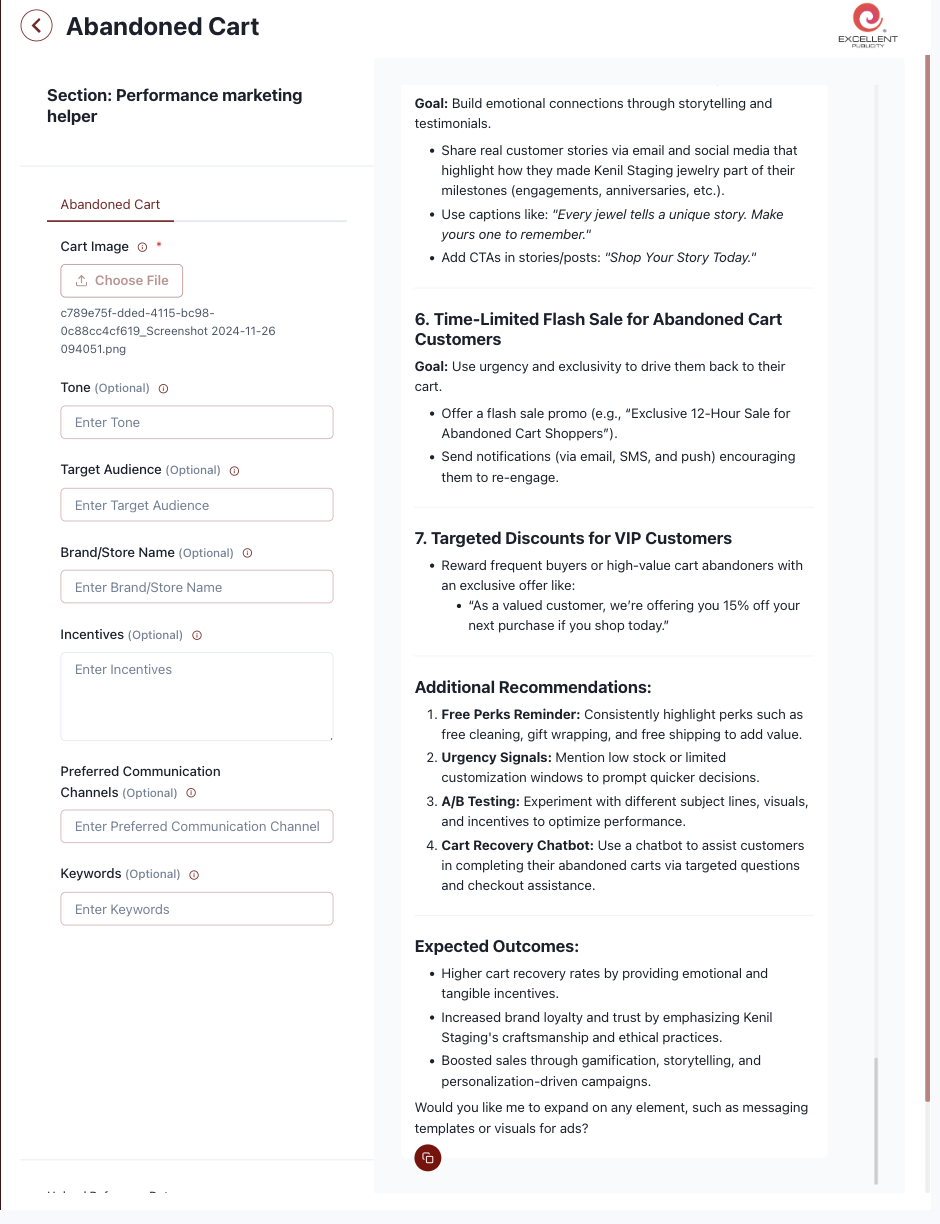 Abandoned Cart
EXCELLENT
PUBLICITY
Section: Performance marketing
helper
Abandoned Cart
Cart Image *
Choose File
c789e75f-dded-4115-bc98-
0c88cc4cf619_Screenshot 2024-11-26
094051.png
Tone (Optional)
Enter Tone
Target Audience (Optional)
Enter Target Audience
Brand/Store Name (Optional)
Enter Brand/Store Name
Incentives (Optional)
Enter Incentives
Preferred Communication
Channels (Optional)
Enter Preferred Communication Channel
Keywords (Optional)
Enter Keywords
Goal: Build emotional connections through storytelling and
testimonials.
• Share real customer stories via email and social media that
highlight how they made Kenil Staging jewelry part of their
milestones (engagements, anniversaries, etc.).
• Use captions like: "Every jewel tells a unique story. Make
yours one to remember."
• Add CTAs in stories/posts: "Shop Your Story Today."
6. Time-Limited Flash Sale for Abandoned Cart
Customers
Goal: Use urgency and exclusivity to drive them back to their
cart.
• Offer a flash sale promo (e.g., “Exclusive 12-Hour Sale for
Abandoned Cart Shoppers”).
• Send notifications (via email, SMS, and push) encouraging
them to re-engage.
7. Targeted Discounts for VIP Customers
• Reward frequent buyers or high-value cart abandoners with
an exclusive offer like:
• “As a valued customer, we’re offering you 15% off your
next purchase if you shop today.”
Additional Recommendations:
1. Free Perks Reminder: Consistently highlight perks such as
free cleaning, gift wrapping, and free shipping to add value.
2. Urgency Signals: Mention low stock or limited
customization windows to prompt quicker decisions.
3. A/B Testing: Experiment with different subject lines, visuals,
and incentives to optimize performance.
4. Cart Recovery Chatbot: Use a chatbot to assist customers
in completing their abandoned carts via targeted questions
and checkout assistance.
Expected Outcomes:
• Higher cart recovery rates by providing emotional and
tangible incentives.
• Increased brand loyalty and trust by emphasizing Kenil
Staging's craftsmanship and ethical practices.
• Boosted sales through gamification, storytelling, and
personalization-driven campaigns.
Would you like me to expand on any element, such as messaging
templates or visuals for ads?